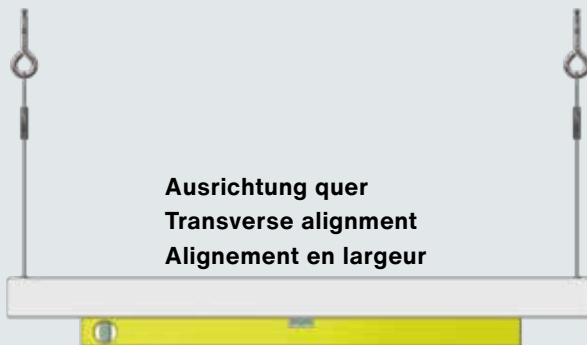 Ausrichtung quer
Transverse alignment
Alignement en largeur